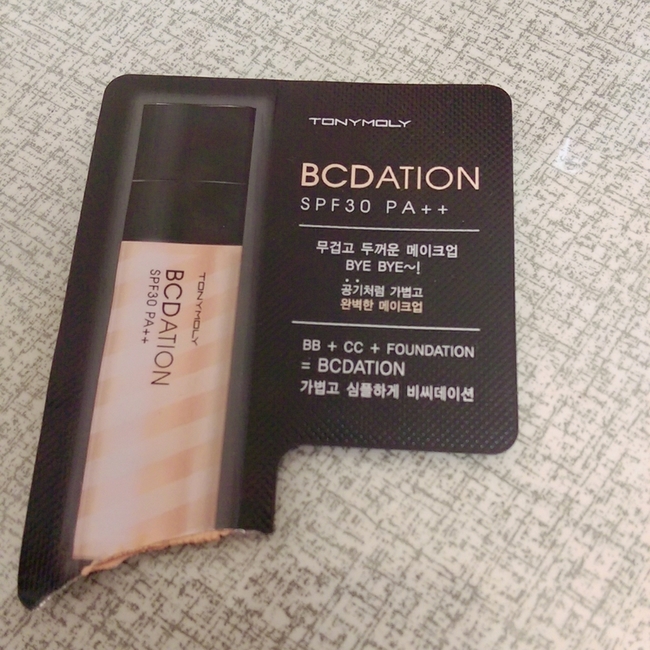 TONYMOLY
BCDATION
SPF30 PA++
무겁고 두꺼운 메이크업
BYE BYE~!
공기처럼 가볍고
완벽한 메이크업
BB + CC + FOUNDATION
= BCDATION
가볍고 심플하게 비씨데이션
TONYMOLY
BCDATION
SPF30 PA++